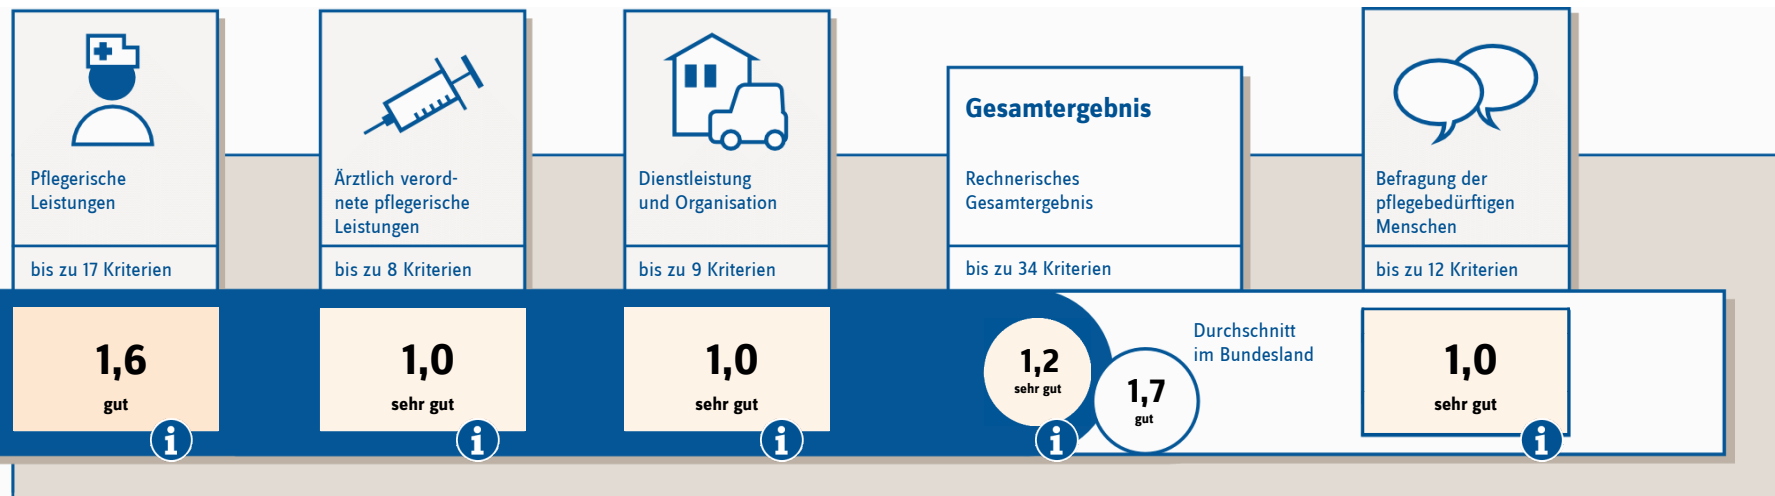 Pflegerische
Leistungen
bis zu 17 Kriterien
1,6
gut
i
Ärztlich verord-
nete pflegerische
Leistungen
bis zu 8 Kriterien
1,0
sehr gut
i
Dienstleistung
und Organisation
bis zu 9 Kriterien
1,0
sehr gut
i
Gesamtergebnis
Rechnerisches
Gesamtergebnis
bis zu 34 Kriterien
1,2
sehr gut
i
1,7
gut
Durchschnitt
im Bundesland
Befragung der
pflegebedürftigen
Menschen
bis zu 12 Kriterien
1,0
sehr gut
i